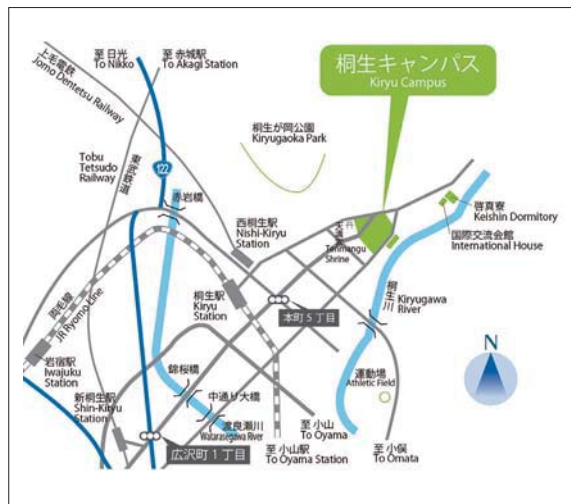 上毛電鉄
Jomo Dentetsu Railway
至 日光
To Nikko
至 赤城駅
To Akagi Station
桐生キャンパス
Kiryu Campus
桐生が岡公園
Kiryugaoka Park
Tobu
Tetsudo
Railway
東武鉄道
122
赤岩橋
西桐生駅
Nishi-Kiryu
Station
天満宮
Tenmangu
Shrine
啓真寮
Keishin Dormitory
国際交流会館
International House
両毛線
JR Ryomo Line
桐生駅
Kiryu
Station
桐生川
Kiryugawa
River
本町5丁目
岩宿駅
Iwajuku
Station
錦桜橋
運動場
Athletic Field
N
新桐生駅
Shin-Kiryu
Station
中通り大橋
渡良瀬川
Watarasegawa River
至 小山
To Oyama
広沢町1丁目
至 小山駅
To Oyama Station
至 小俣
To Omata